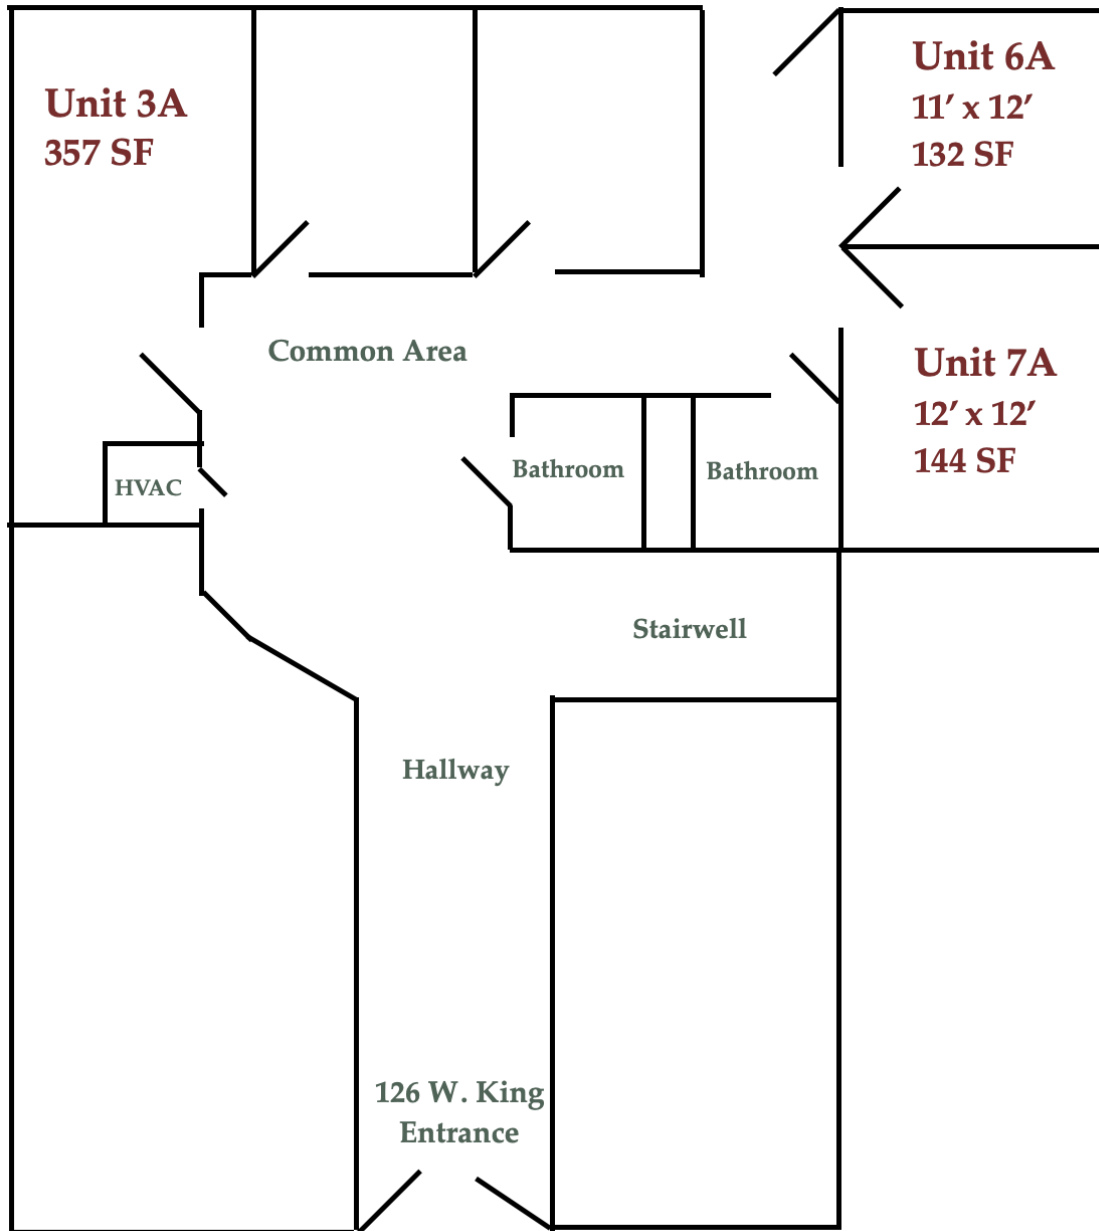 Unit 3A
357 SF
Unit 6A
11’ x 12’
132 SF
Common Area
Unit 7A
12’ x 12’
144 SF
HVAC
Bathroom
Bathroom
Stairwell
Hallway
126 W. King
Entrance